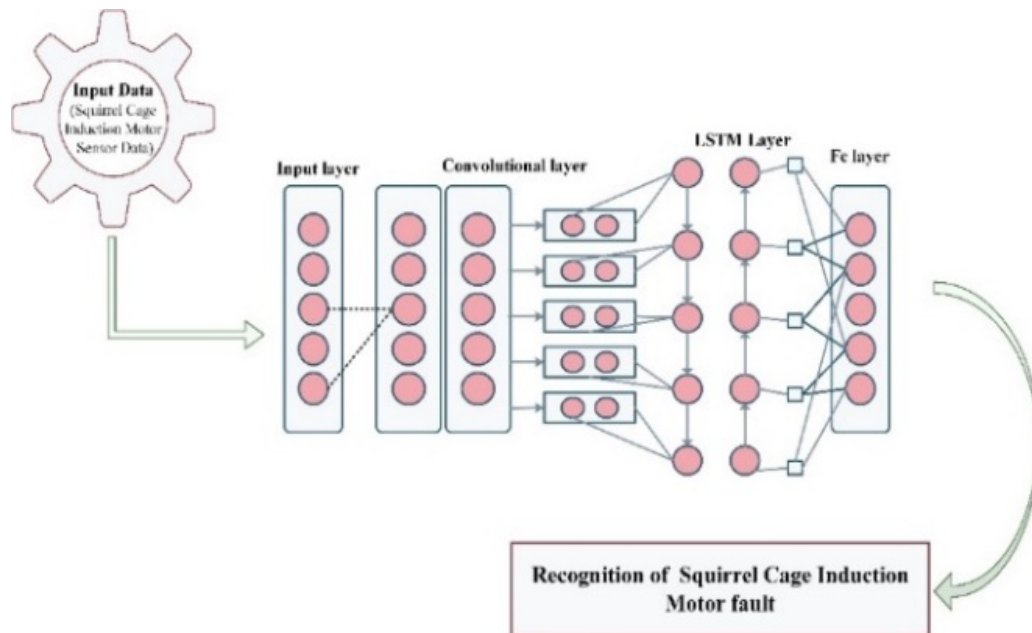 Input Data
(Squirrel Cage
Induction Motor
Sensor Data)
Input layer
Convolutional layer
LSTM Layer
Fc layer
Recognition of Squirrel Cage Induction
Motor fault